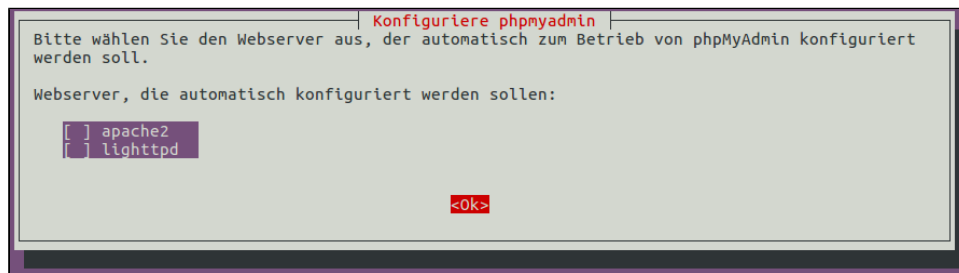 Konfiguriere phpmyadmin
Bitte wählen Sie den Webserver aus, der automatisch zum Betrieb von phpMyAdmin konfiguriert
werden soll.
Webserver, die automatisch konfiguriert werden sollen:
[ ] apache2
[ ] lighttpd
<Ok>